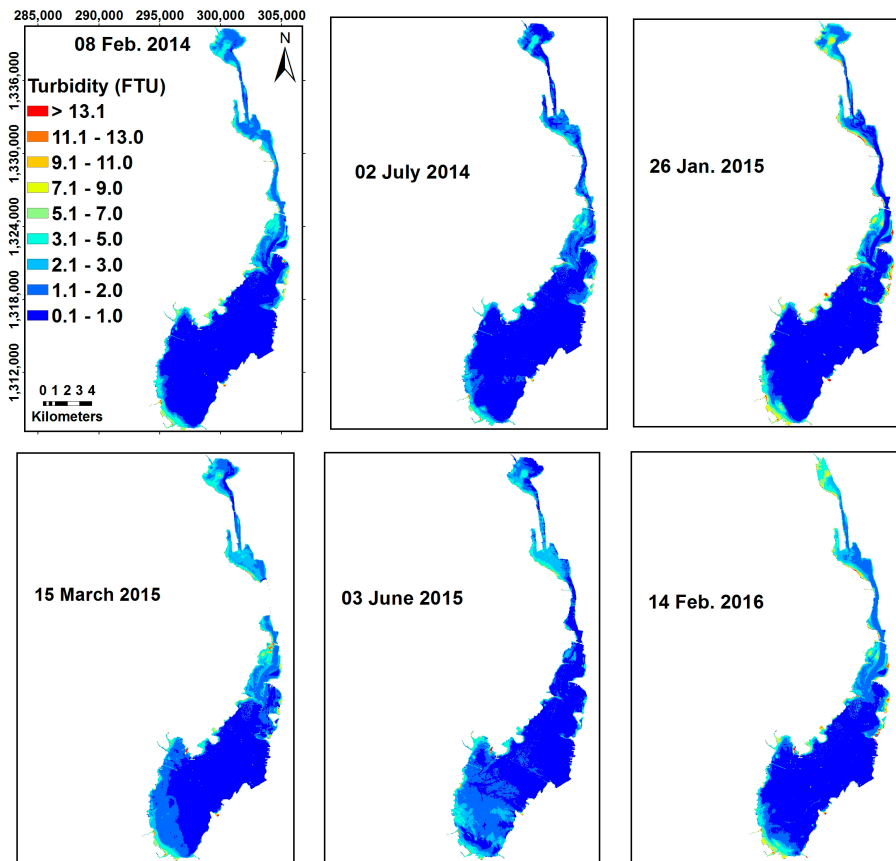 285,000 290,000 295,000 300,000 305,000
1,336,000
1,330,000
1,324,000
1,318,000
1,312,000
08 Feb. 2014
N
Turbidity (FTU)
> 13.1
11.1 - 13.0
9.1 - 11.0
7.1 - 9.0
5.1 - 7.0
3.1 - 5.0
2.1 - 3.0
1.1 - 2.0
0.1 - 1.0
0 1 2 3 4
Kilometers
02 July 2014
26 Jan. 2015
15 March 2015
03 June 2015
14 Feb. 2016